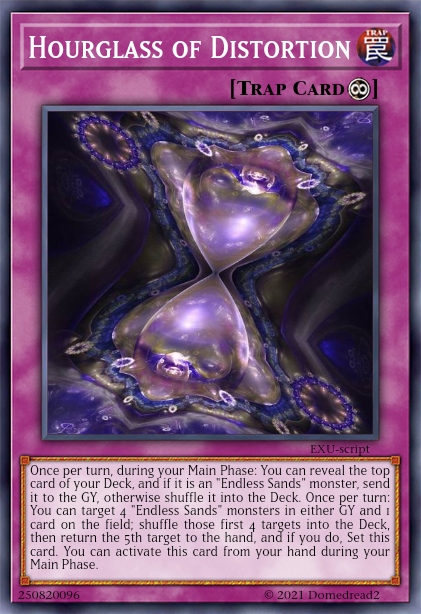 HOURGLASS OF DISTORTION
TRAP
罠
[TRAP CARD ]
EXU-script
Once per turn, during your Main Phase: You can reveal the top
card of your Deck, and if it is an "Endless Sands" monster, send
it to the GY, otherwise shuffle it into the Deck. Once per turn:
You can target 4 "Endless Sands" monsters in either GY and 1
card on the field; shuffle those first 4 targets into the Deck,
then return the 5th target to the hand, and if you do, Set this
card. You can activate this card from your hand during your
Main Phase.
250820096
© 2021 Domedread2